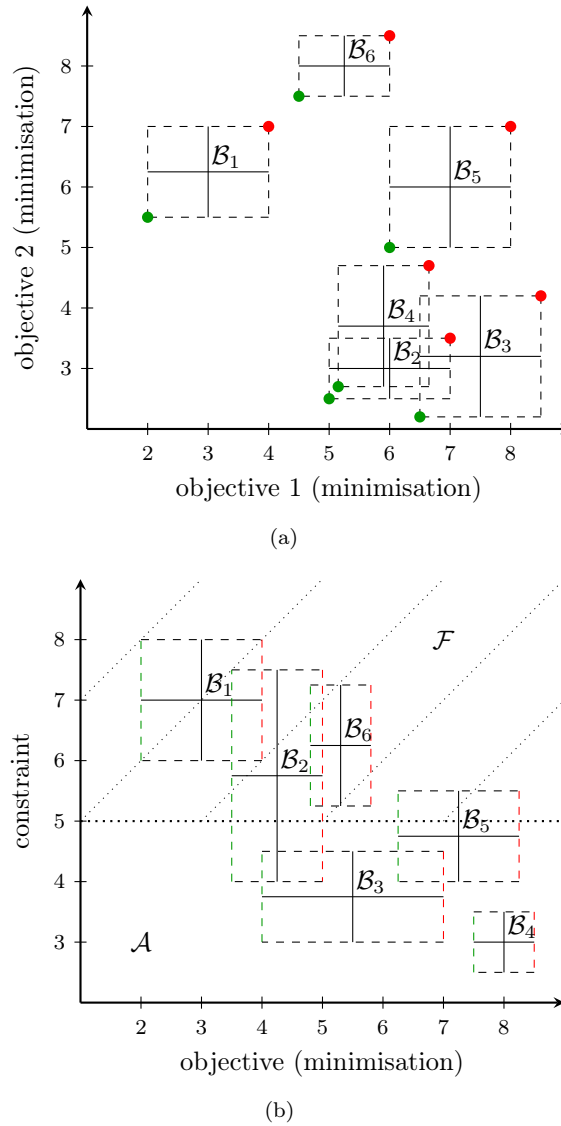 8
7
6
5
4
3
objective 2 (minimisation)
B₆
B₁
B₅
B₄
B₂
B₃
2
3
4
5
6
7
8
objective 1 (minimisation)
(a)
8
7
6
5
4
3
constraint
F
B₁
B₆
B₂
B₅
B₃
B₄
A
2
3
4
5
6
7
8
objective (minimisation)
(b)